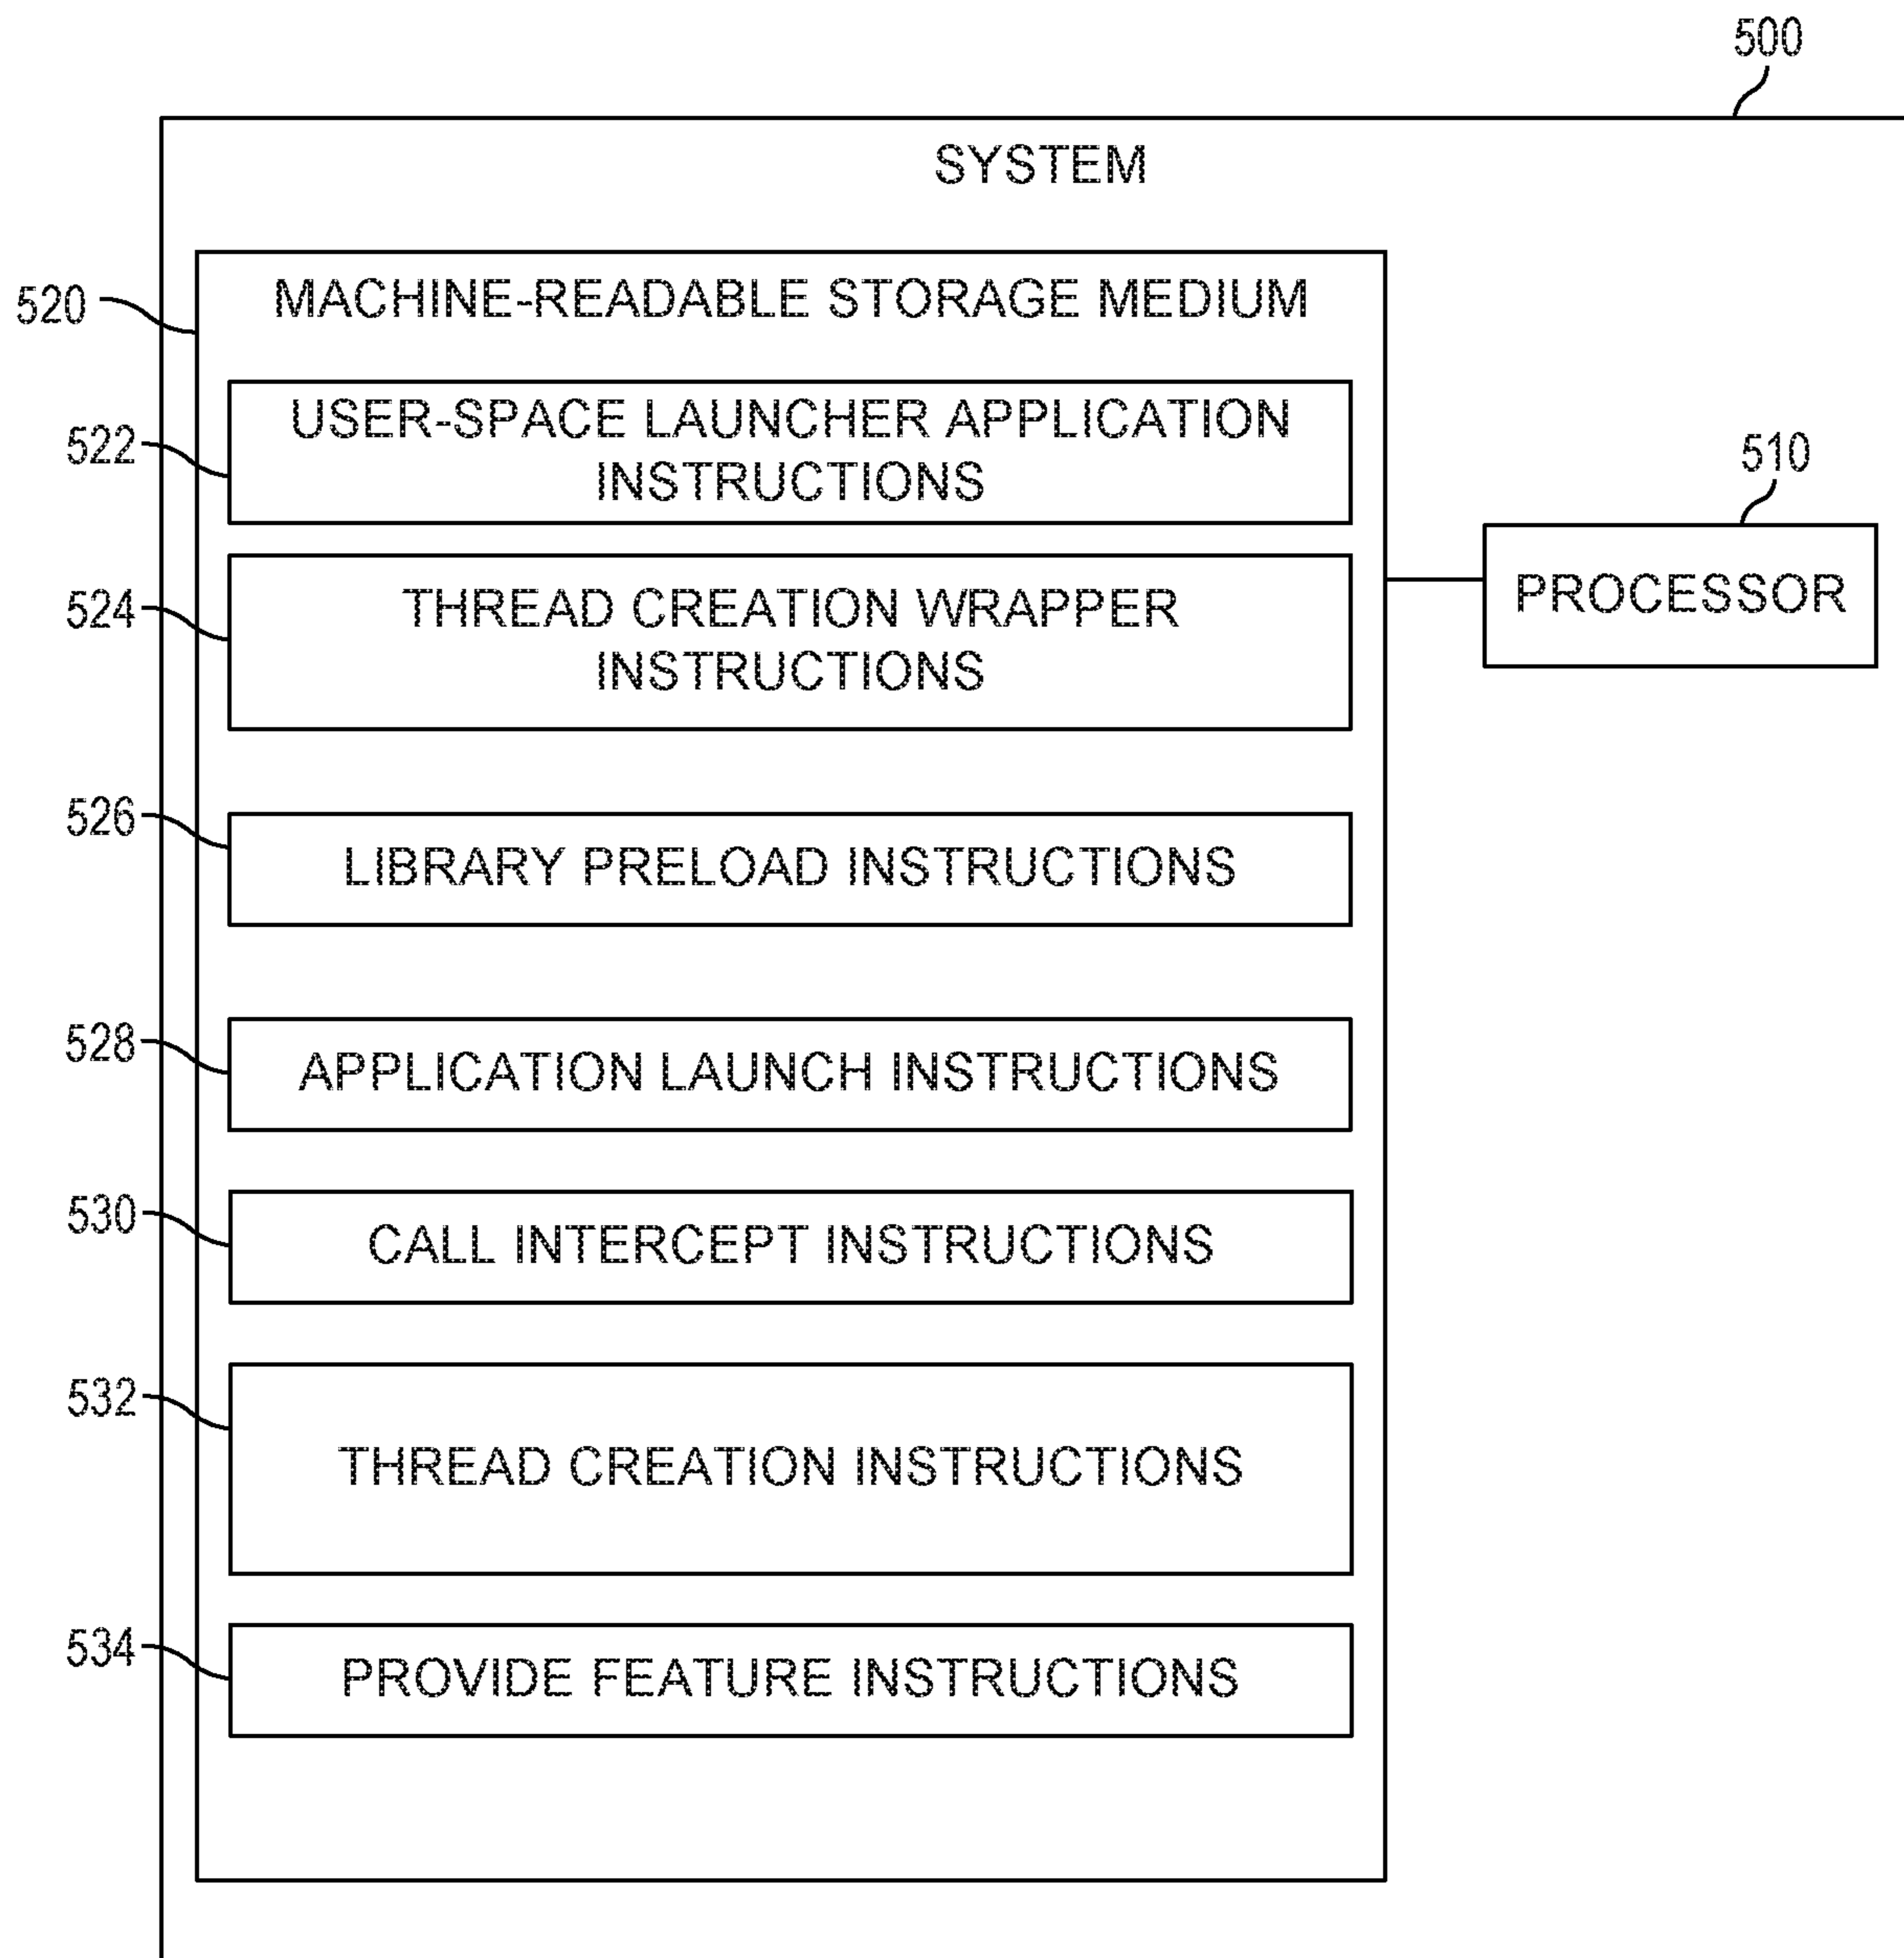 500
SYSTEM
520
MACHINE-READABLE STORAGE MEDIUM
522
USER-SPACE LAUNCHER APPLICATION
INSTRUCTIONS
510
PROCESSOR
524
THREAD CREATION WRAPPER
INSTRUCTIONS
526
LIBRARY PRELOAD INSTRUCTIONS
528
APPLICATION LAUNCH INSTRUCTIONS
530
CALL INTERCEPT INSTRUCTIONS
532
THREAD CREATION INSTRUCTIONS
534
PROVIDE FEATURE INSTRUCTIONS